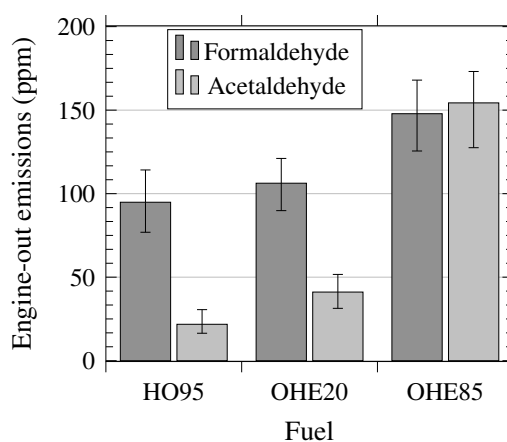 200
150
100
50
0
Engine-out emissions (ppm)
Formaldehyde
Acetaldehyde
HO95 OHE20 OHE85
Fuel